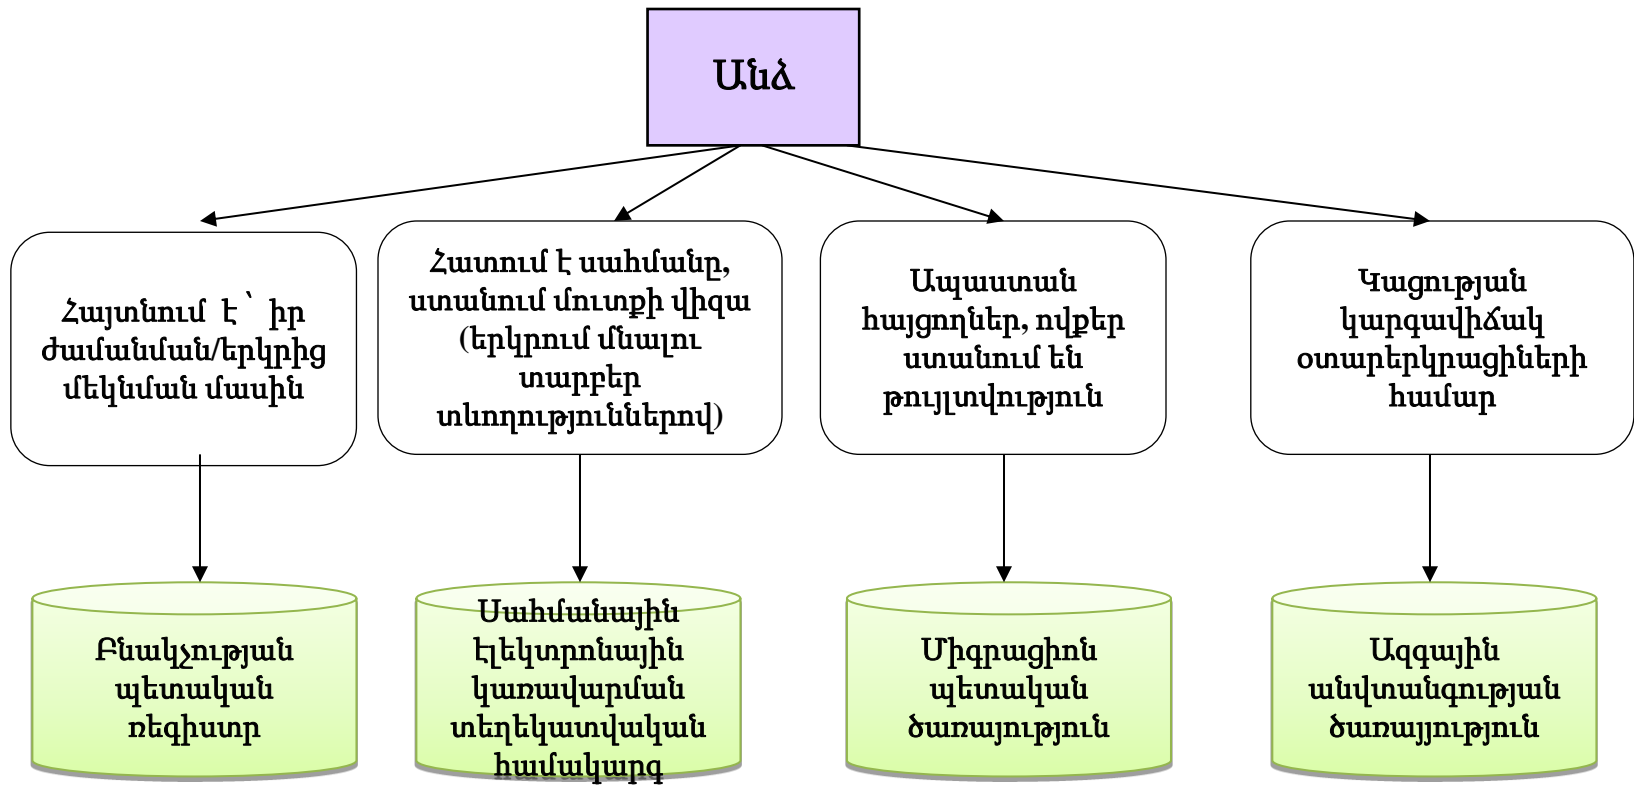 Անձ
Հայտնում է ՝ իր
ժամանման/երկրից
մեկնման մասին
Հատում է սահմանը,
ստանում մուտքի վիզա
(երկրում մնալու
տարբեր
տևողություններով)
Ապաստան
հայցողներ, ովքեր
ստանում են
թույլտվություն
Կացության
կարգավիճակ
օտարերկրացիների
համար
Բնակչության
պետական
ռեգիստր
Սահմանային
էլեկտրոնային
կառավարման
տեղեկատվական
համակարգ
Միգրացիոն
պետական
ծառայություն
Ազգային
անվտանգության
ծառայյություն